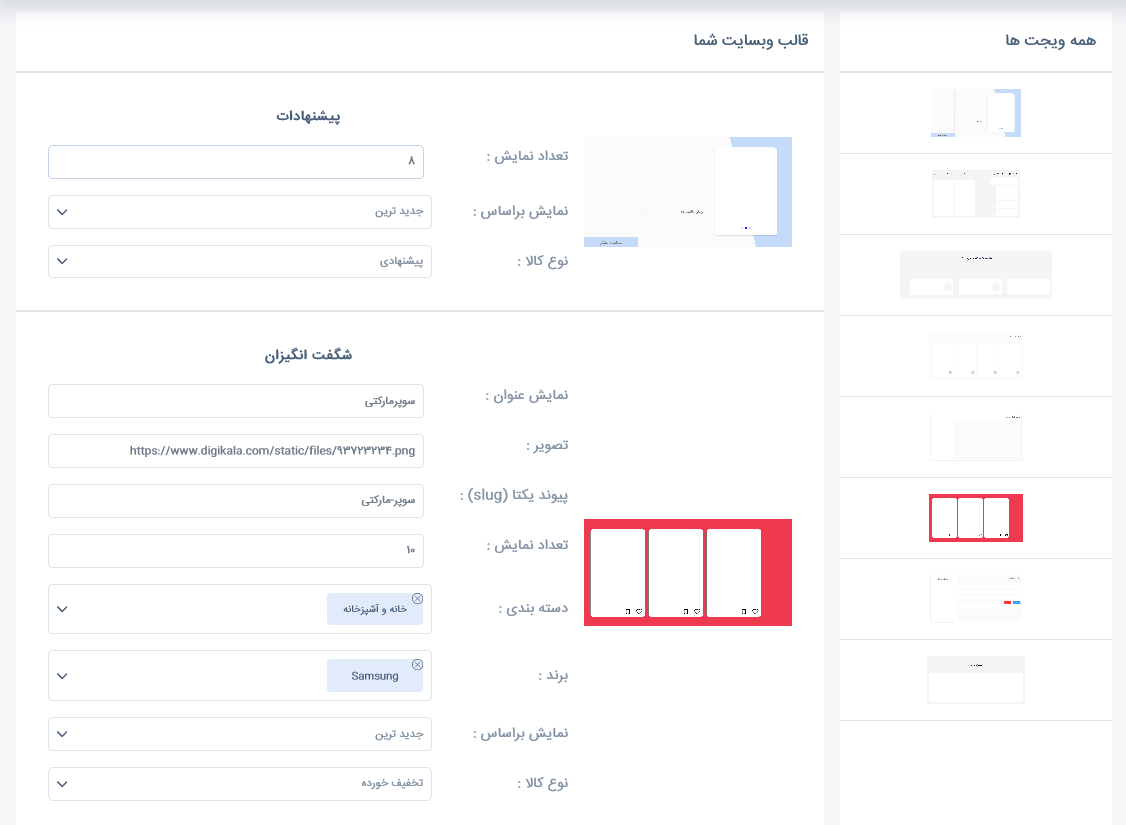 همه ویجت ها
قالب وبسایت شما
پیشنهادات
تعداد نمایش :
۸
نمایش براساس :
جدید ترین
نوع کالا :
پیشنهادی
شگفت انگیزان
نمایش عنوان :
سوپرمارکتی
تصویر :
https://www.digikala.com/static/files/۹۳۷۲۳۲۳۴.png
پیوند یکتا (slug) :
سوپر-مارکتی
تعداد نمایش :
۱۰
دسته بندی :
خانه و آشپزخانه
برند :
Samsung
نمایش براساس :
جدید ترین
نوع کالا :
تخفیف خورده